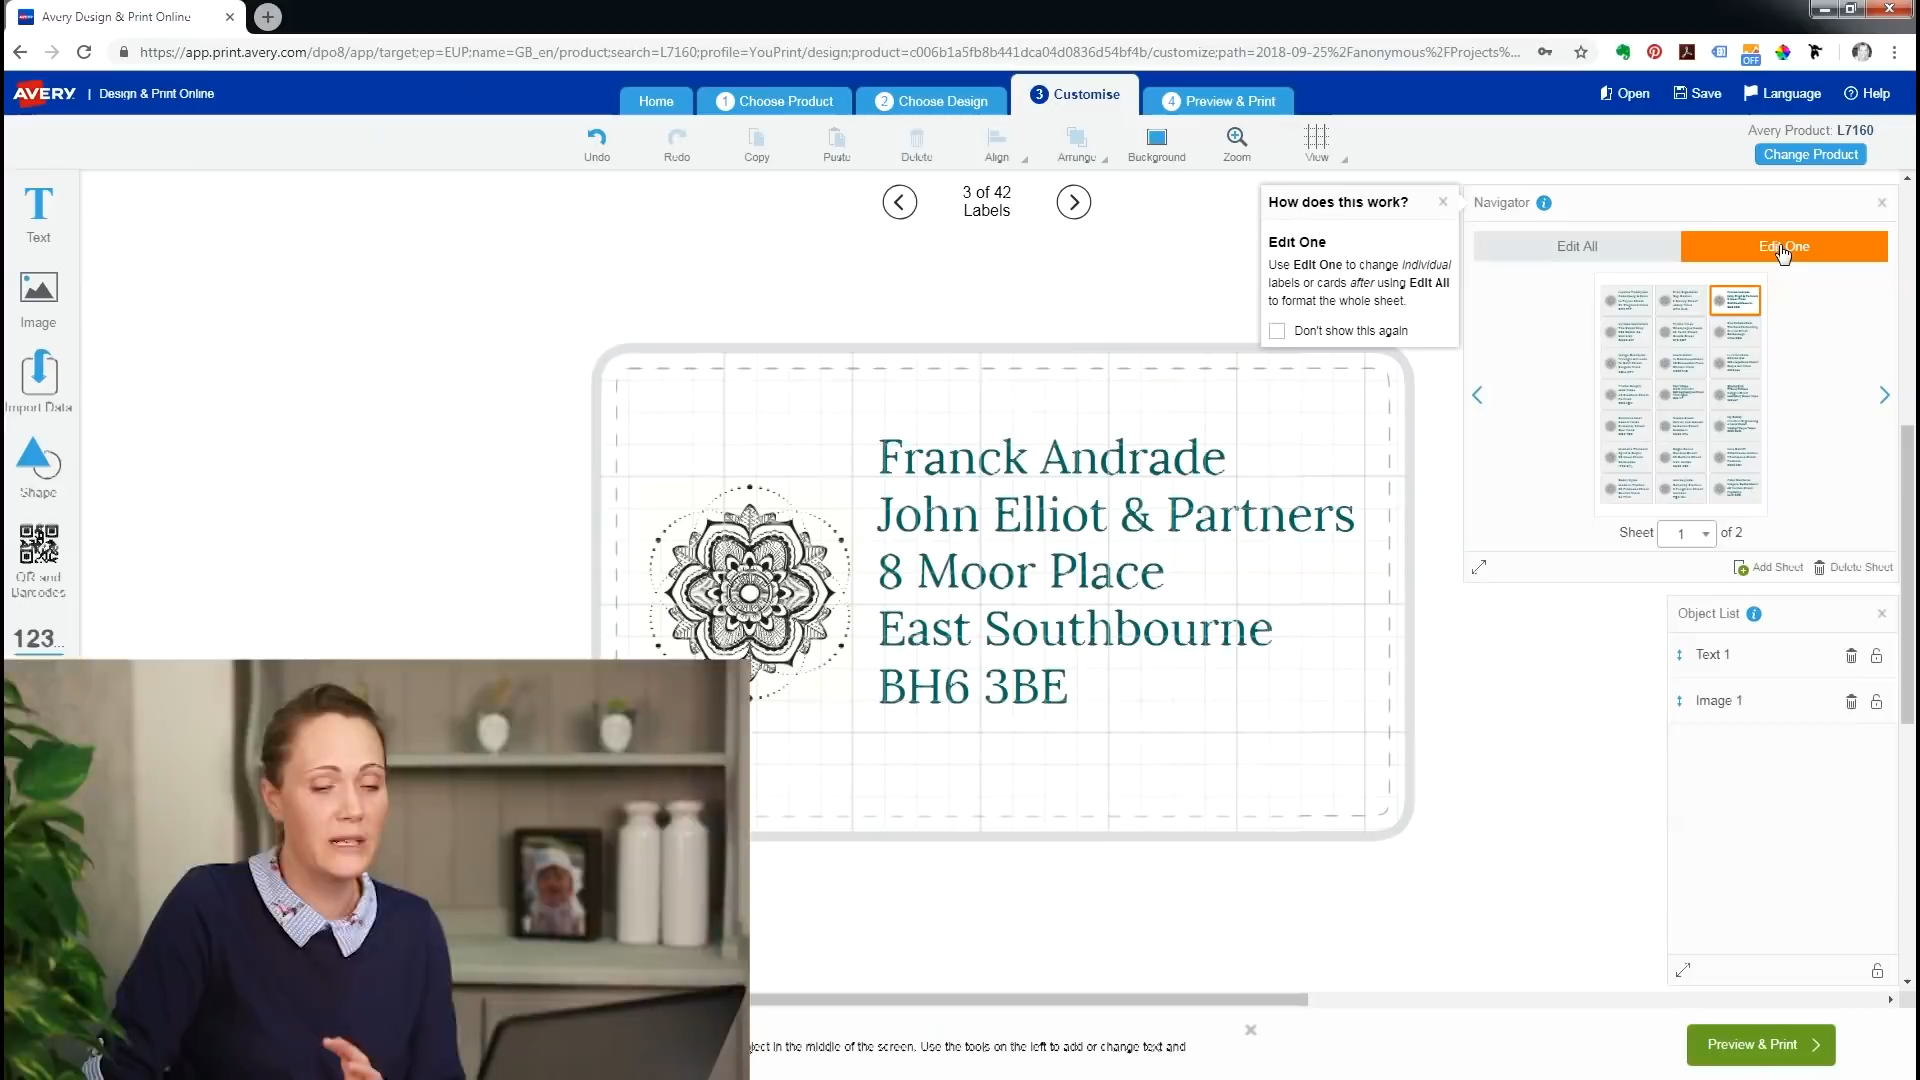 Avery Design & Print Online
https://app.print.avery.com/dpo8/app/target;ep=EUP;name=GB_en/product;search=L7160;profile=YouPrint/design;product=c006b1a5fb8b441dca04d0836d54bf4b/customize;path=2018-09-25%2Fanonymous%2FProjects%...
OFF
AVERY | Design & Print Online
Home
1 Choose Product
2 Choose Design
3 Customise
4 Preview & Print
Open
Save
Language
Help
Undo
Redo
Copy
Paste
Delete
Align
Arrange
Background
Zoom
View
Avery Product: L7160
Change Product
Text
Image
Import Data
Shape
QR and
Barcodes
123...
3 of 42
Labels
How does this work?
Edit One
Use Edit One to change individual
labels or cards after using Edit All
to format the whole sheet.
Don't show this again
Navigator
Edit All
Edit One
Sheet 1 of 2
Add Sheet
Delete Sheet
Franck Andrade
John Elliot & Partners
8 Moor Place
East Southbourne
BH6 3BE
Object List
Text 1
Image 1
ject in the middle of the screen. Use the tools on the left to add or change text and
Preview & Print